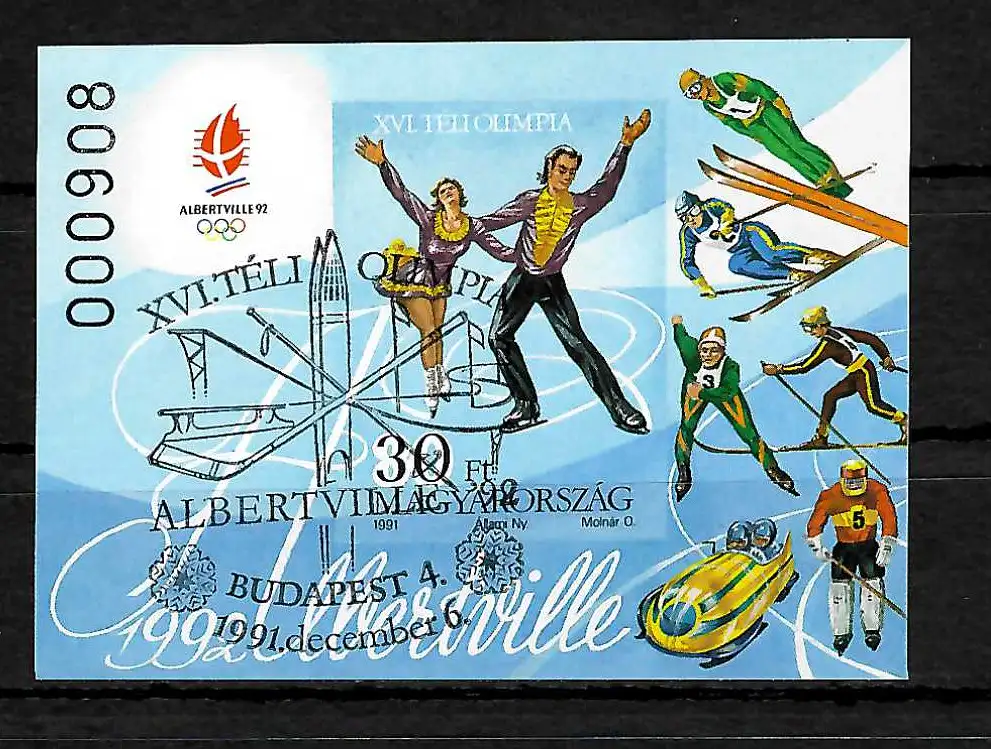 000908
ALBERTVILLE 92
XVI. TÉLI OLIMPIA
XVI. TÉLI OLIMPIA
1
3
5
30 Ft
MAGYARORSZÁG
1991 Állami Ny. Molnár O.
ALBERTVILLE
BUDAPEST 4.
1991. december 6.
1992 Albertville